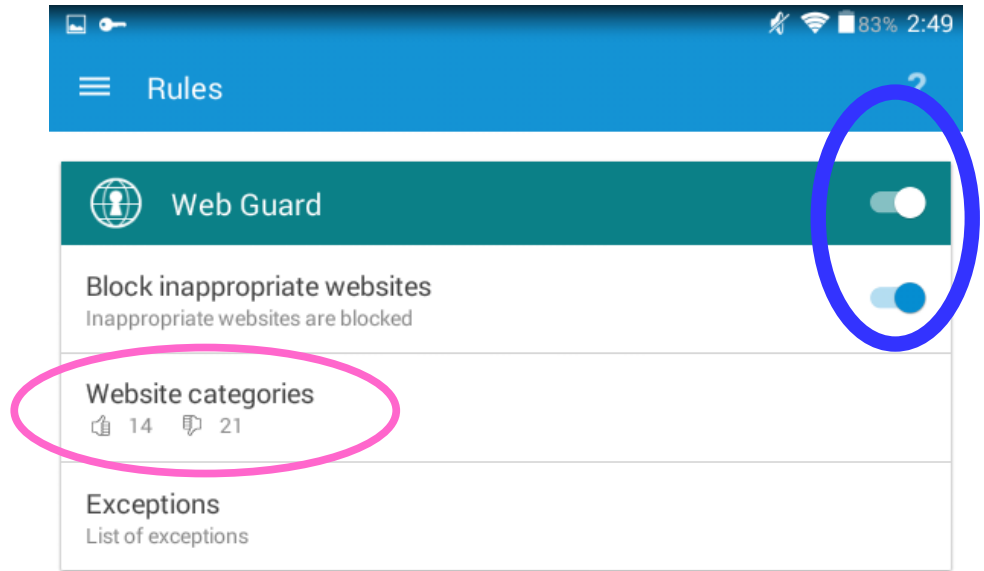 83% 2:49
Rules ?
Web Guard
Block inappropriate websites
Inappropriate websites are blocked
Website categories
14 21
Exceptions
List of exceptions